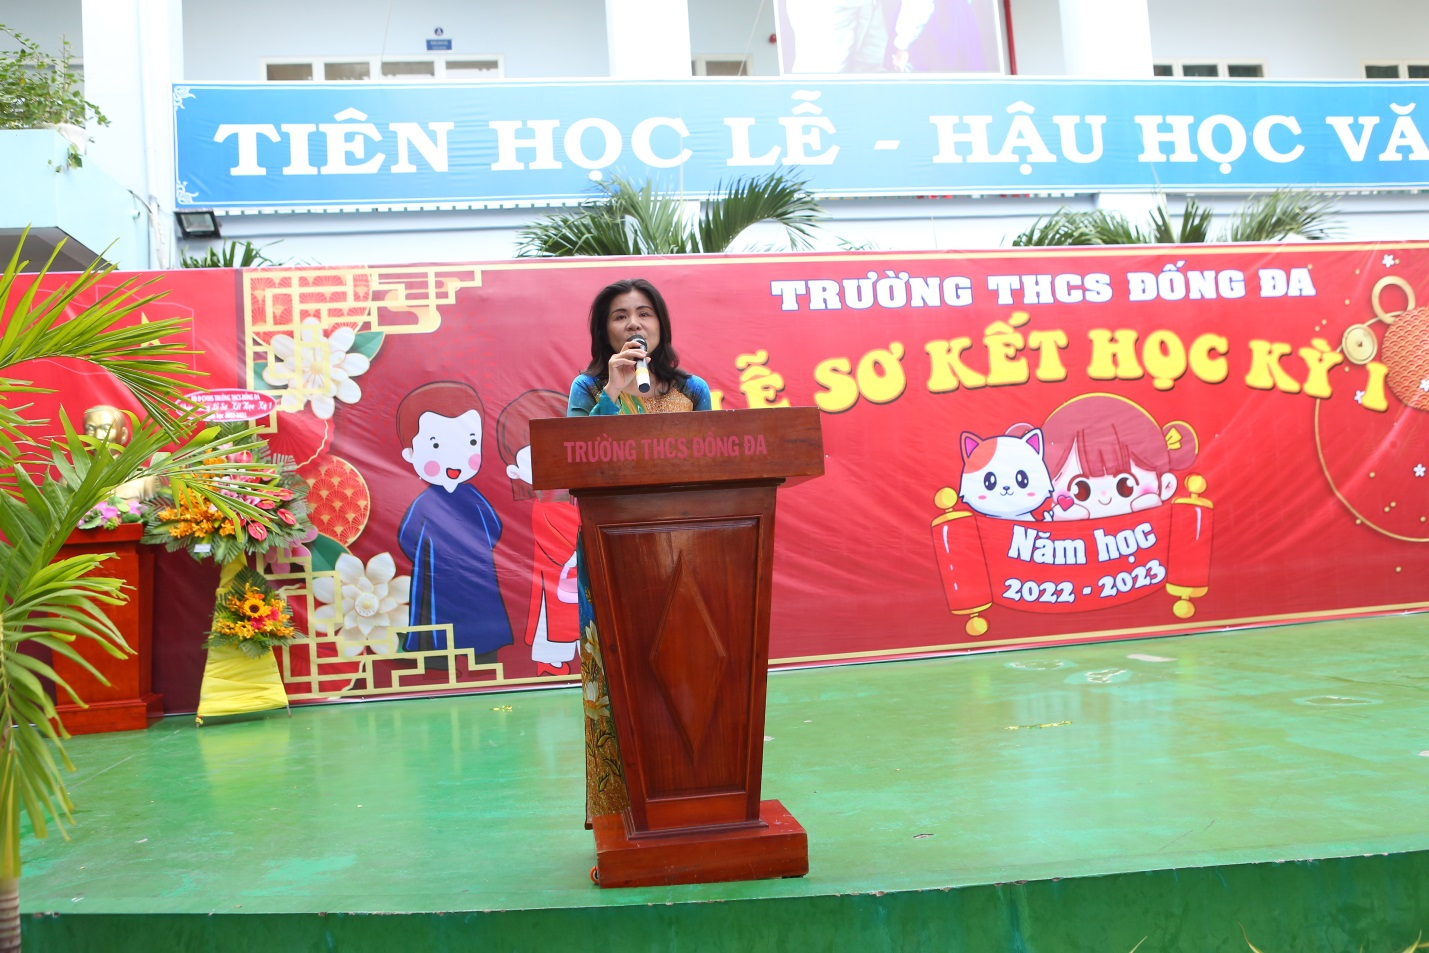 TIÊN HỌC LỄ - HẬU HỌC VĂ
TRƯỜNG THCS ĐỐNG ĐA
LỄ SƠ KẾT HỌC KỲ I
Năm học
2022 - 2023
TRƯỜNG THCS ĐỐNG ĐA